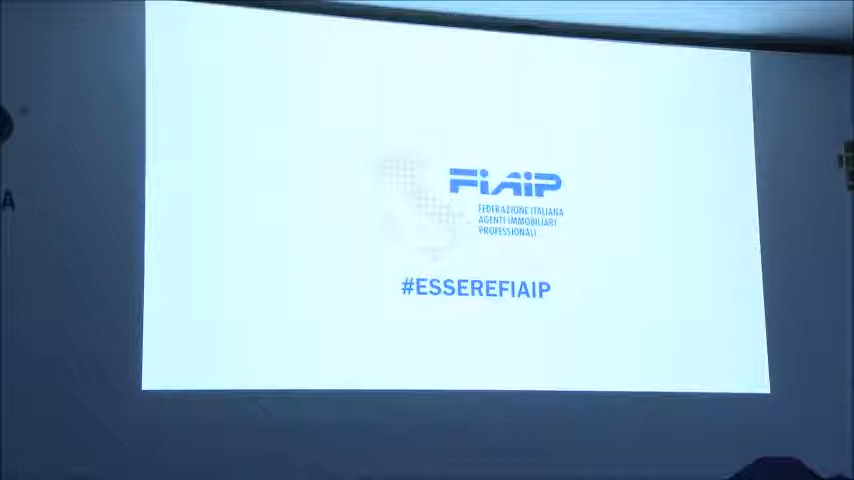 FIAIP
FEDERAZIONE ITALIANA
AGENTI IMMOBILIARI
PROFESSIONALI
#ESSEREFIAIP
A